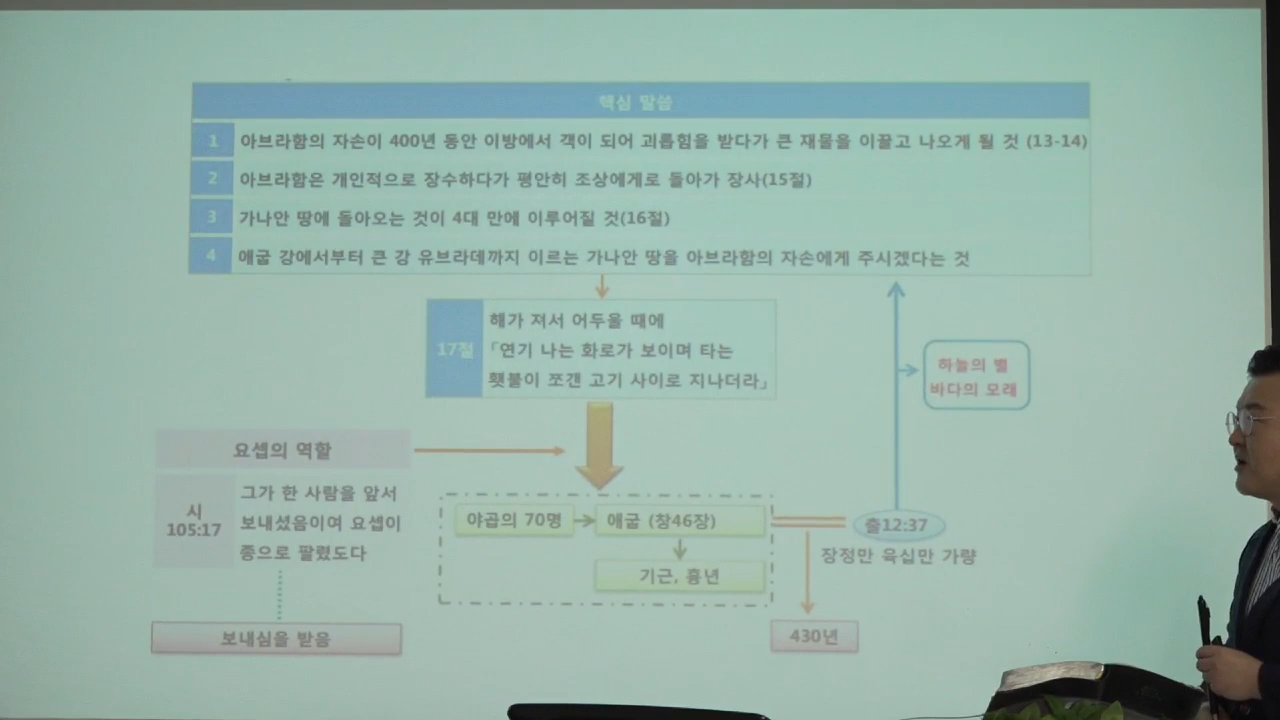 핵심 말씀
1 아브라함의 자손이 400년 동안 이방에서 객이 되어 괴롭힘을 받다가 큰 재물을 이끌고 나오게 될 것 (13-14)
2 아브라함은 개인적으로 장수하다가 평안히 조상에게로 돌아가 장사(15절)
3 가나안 땅에 돌아오는 것이 4대 만에 이루어질 것(16절)
4 애굽 강에서부터 큰 강 유브라데까지 이르는 가나안 땅을 아브라함의 자손에게 주시겠다는 것
17절
해가 져서 어두울 때에
「연기 나는 화로가 보이며 타는
횃불이 쪼갠 고기 사이로 지나더라」
하늘의 별
바다의 모래
요셉의 역할
시
105:17
그가 한 사람을 앞서
보내셨음이여 요셉이
종으로 팔렸도다
보내심을 받음
야곱의 70명
애굽 (창46장)
기근, 흉년
출12:37
장정만 육십만 가량
430년